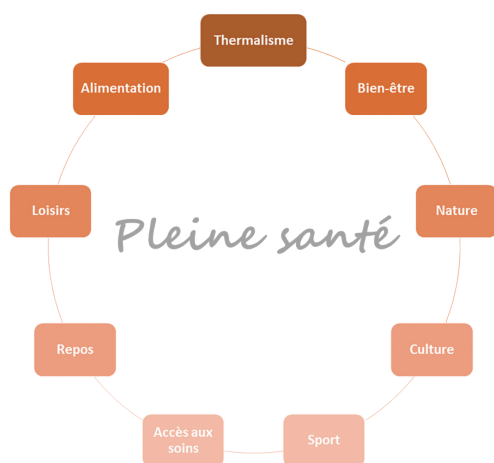 Thermalisme
Alimentation
Bien-être
Loisirs
Nature
Pleine santé
Repos
Culture
Accès aux
soins
Sport